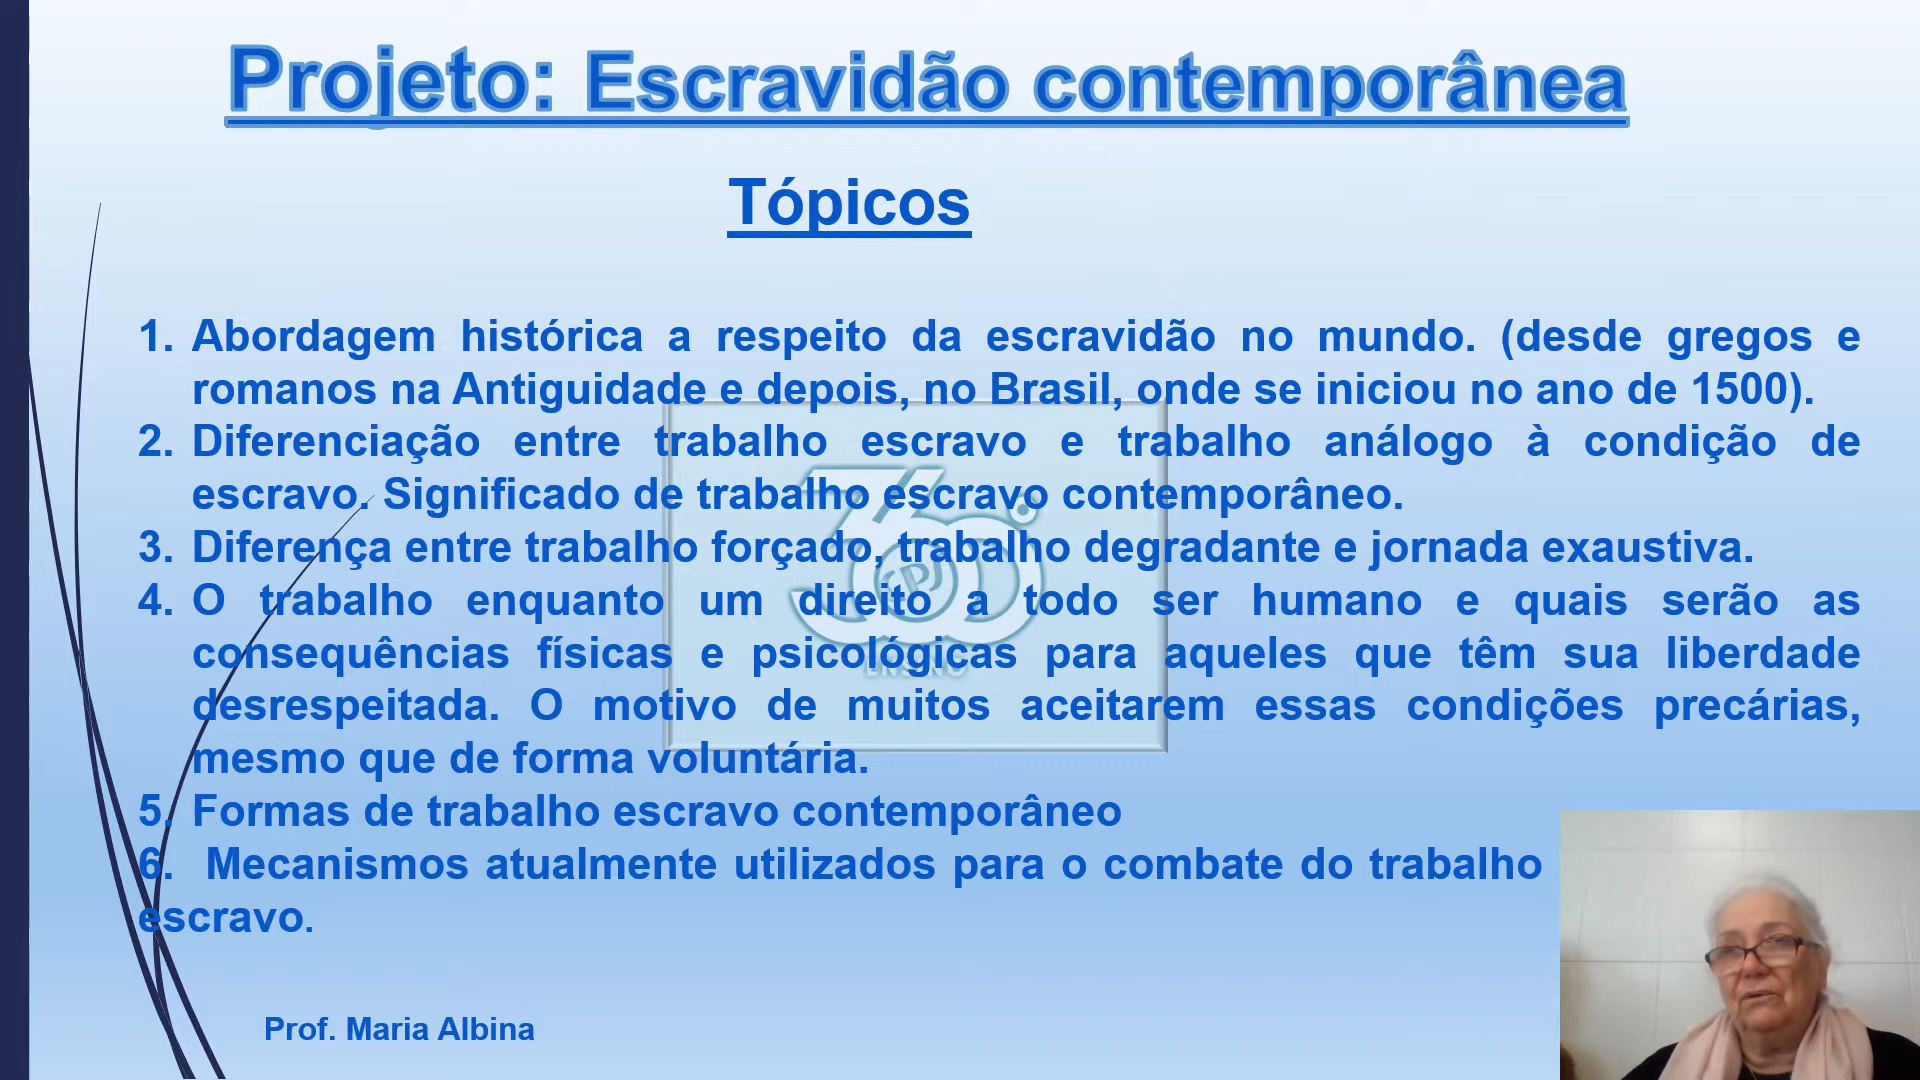 Projeto: Escravidão contemporânea
Tópicos
1. Abordagem histórica a respeito da escravidão no mundo. (desde gregos e
romanos na Antiguidade e depois, no Brasil, onde se iniciou no ano de 1500).
2. Diferenciação entre trabalho escravo e trabalho análogo à condição de
escravo. Significado de trabalho escravo contemporâneo.
3. Diferença entre trabalho forçado, trabalho degradante e jornada exaustiva.
4. O trabalho enquanto um direito a todo ser humano e quais serão as
consequências físicas e psicológicas para aqueles que têm sua liberdade
desrespeitada. O motivo de muitos aceitarem essas condições precárias,
mesmo que de forma voluntária.
5. Formas de trabalho escravo contemporâneo
6. Mecanismos atualmente utilizados para o combate do trabalho
escravo.
360°
ENSINO
Prof. Maria Albina